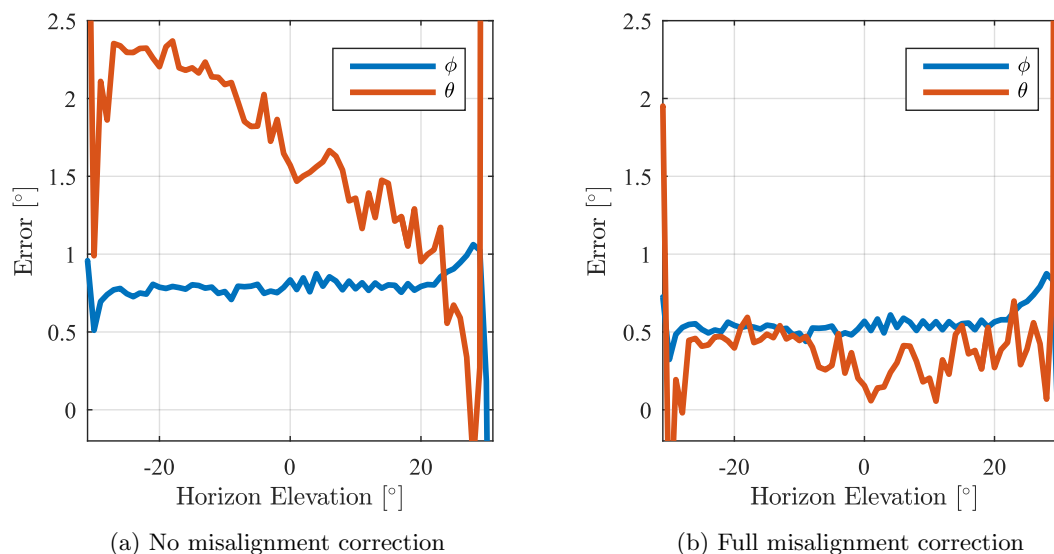 2.5
2
1.5
1
0.5
0
Error [°]
ϕ
θ
-20 0 20
Horizon Elevation [°]
(a) No misalignment correction
2.5
2
1.5
1
0.5
0
Error [°]
ϕ
θ
-20 0 20
Horizon Elevation [°]
(b) Full misalignment correction